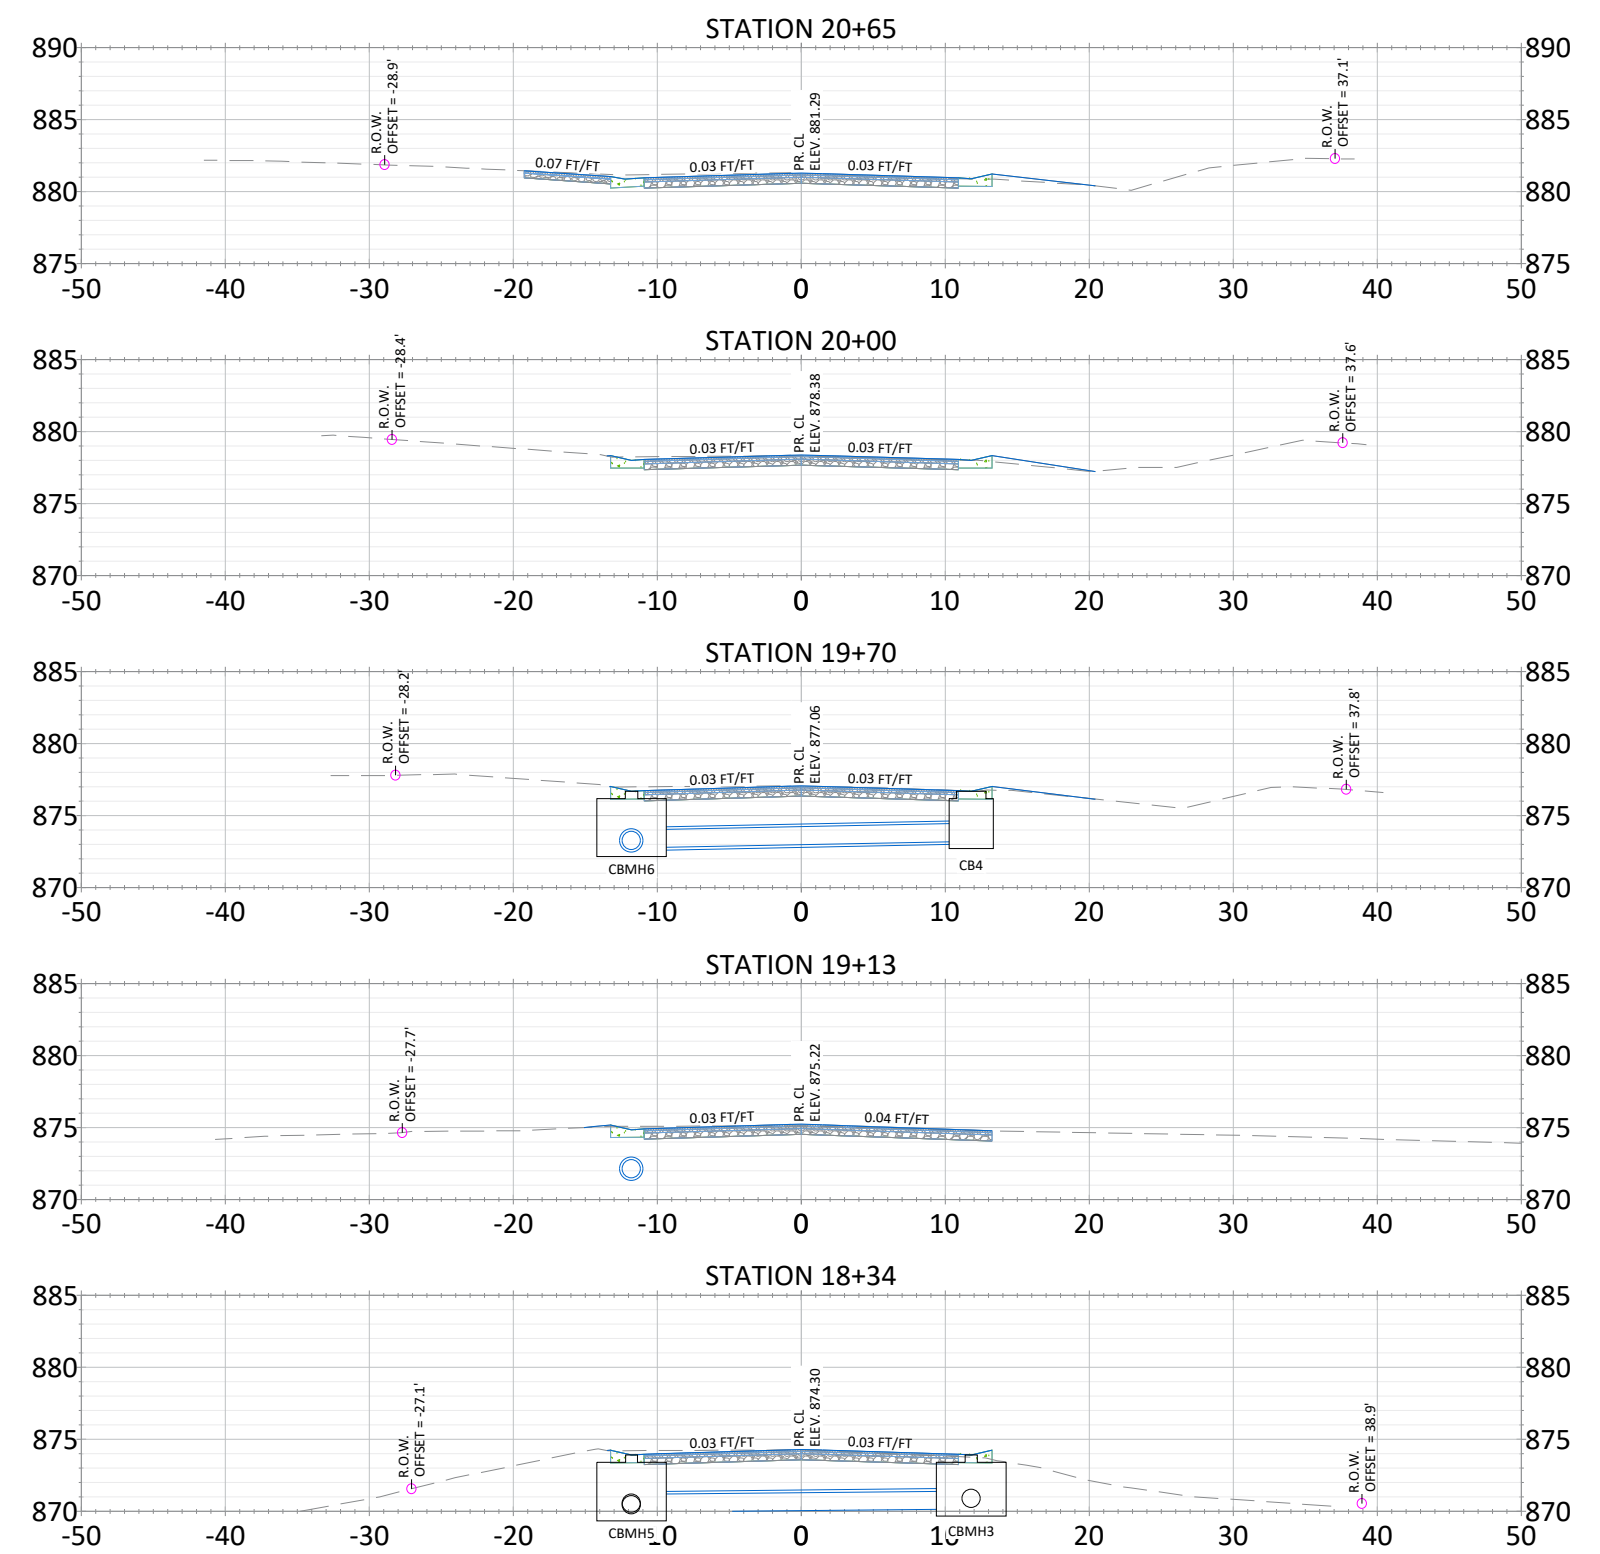 STATION 20+65
890
890
885
885
880
880
875
875
R.O.W.
OFFSET = -28.9'
0.07 FT/FT
0.03 FT/FT
PR. CL
ELEV. 881.29
0.03 FT/FT
R.O.W.
OFFSET = 37.1'
-50 -40 -30 -20 -10 0 10 20 30 40 50
STATION 20+00
885
885
880
880
875
875
870
870
R.O.W.
OFFSET = -28.4'
0.03 FT/FT
PR. CL
ELEV. 878.38
0.03 FT/FT
R.O.W.
OFFSET = 37.6'
-50 -40 -30 -20 -10 0 10 20 30 40 50
STATION 19+70
885
885
880
880
875
875
870
870
R.O.W.
OFFSET = -28.2'
0.03 FT/FT
PR. CL
ELEV. 877.06
0.03 FT/FT
R.O.W.
OFFSET = 37.8'
CBMH6
CB4
-50 -40 -30 -20 -10 0 10 20 30 40 50
STATION 19+13
885
885
880
880
875
875
870
870
R.O.W.
OFFSET = -27.7'
0.03 FT/FT
PR. CL
ELEV. 875.22
0.04 FT/FT
-50 -40 -30 -20 -10 0 10 20 30 40 50
STATION 18+34
885
885
880
880
875
875
870
870
R.O.W.
OFFSET = -27.1'
0.03 FT/FT
PR. CL
ELEV. 874.30
0.03 FT/FT
R.O.W.
OFFSET = 38.9'
CBMH5
CBMH3
-50 -40 -30 -20 -10 0 10 20 30 40 50